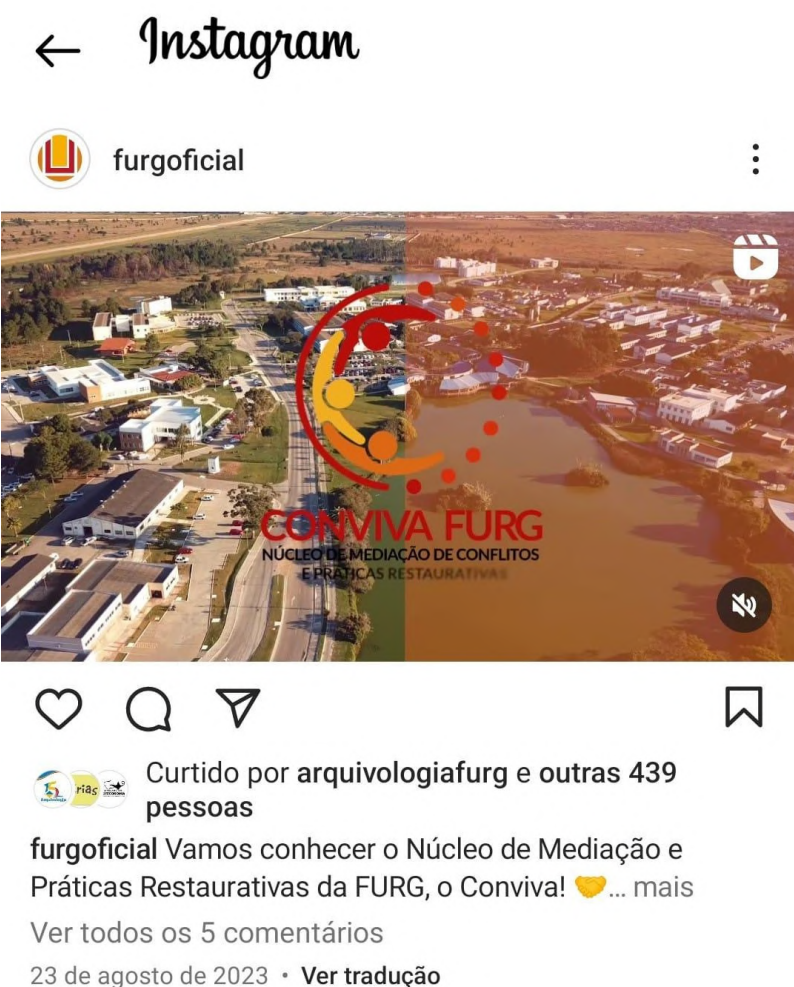 Instagram
furgoficial
CONVIVA FURG
NÚCLEO DE MEDIAÇÃO DE CONFLITOS
E PRÁTICAS RESTAURATIVAS
rias
Curtido por arquivologiafurg e outras 439
pessoas
furgoficial Vamos conhecer o Núcleo de Mediação e
Práticas Restaurativas da FURG, o Conviva! 🤝... mais
Ver todos os 5 comentários
23 de agosto de 2023 • Ver tradução